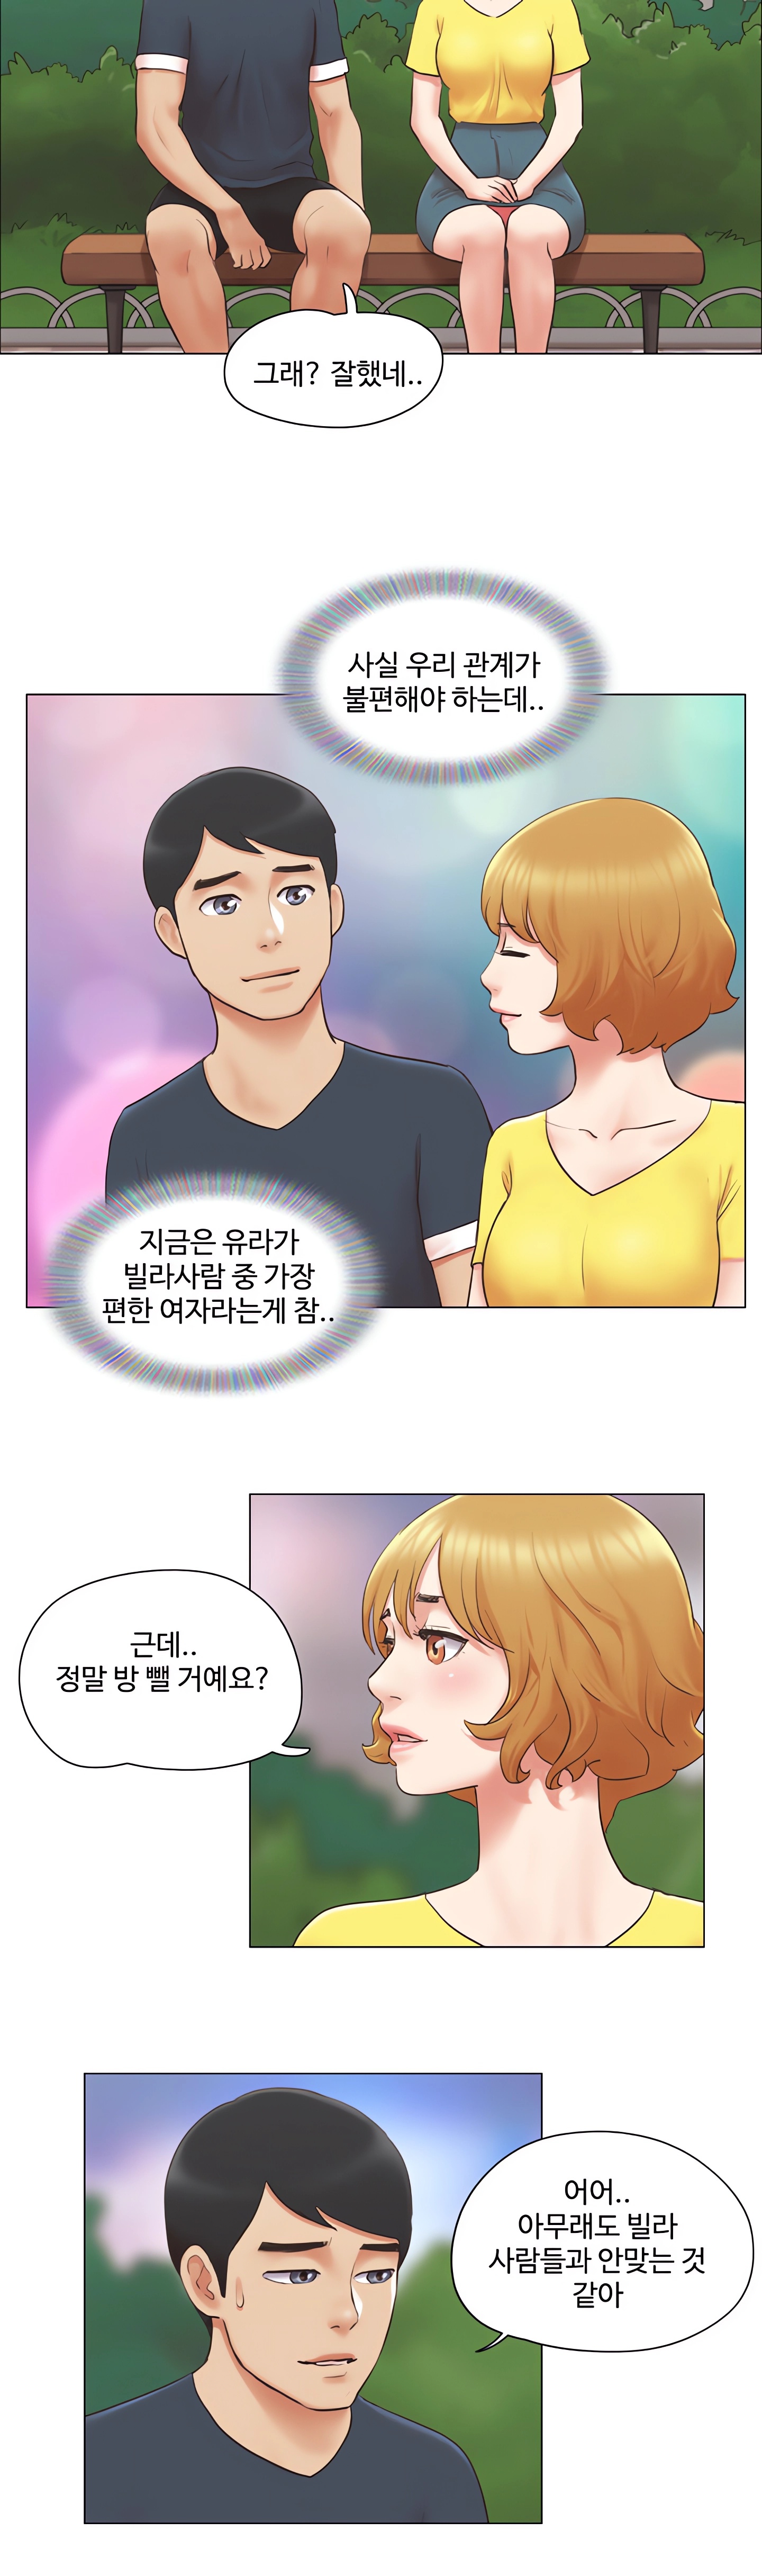 그래? 잘했네..
사실 우리 관계가
불편해야 하는데..
지금은 유라가
빌라사람 중 가장
편한 여자라는게 참..
근데..
정말 방 뺄 거예요?
어어..
아무래도 빌라
사람들과 안맞는 것
같아